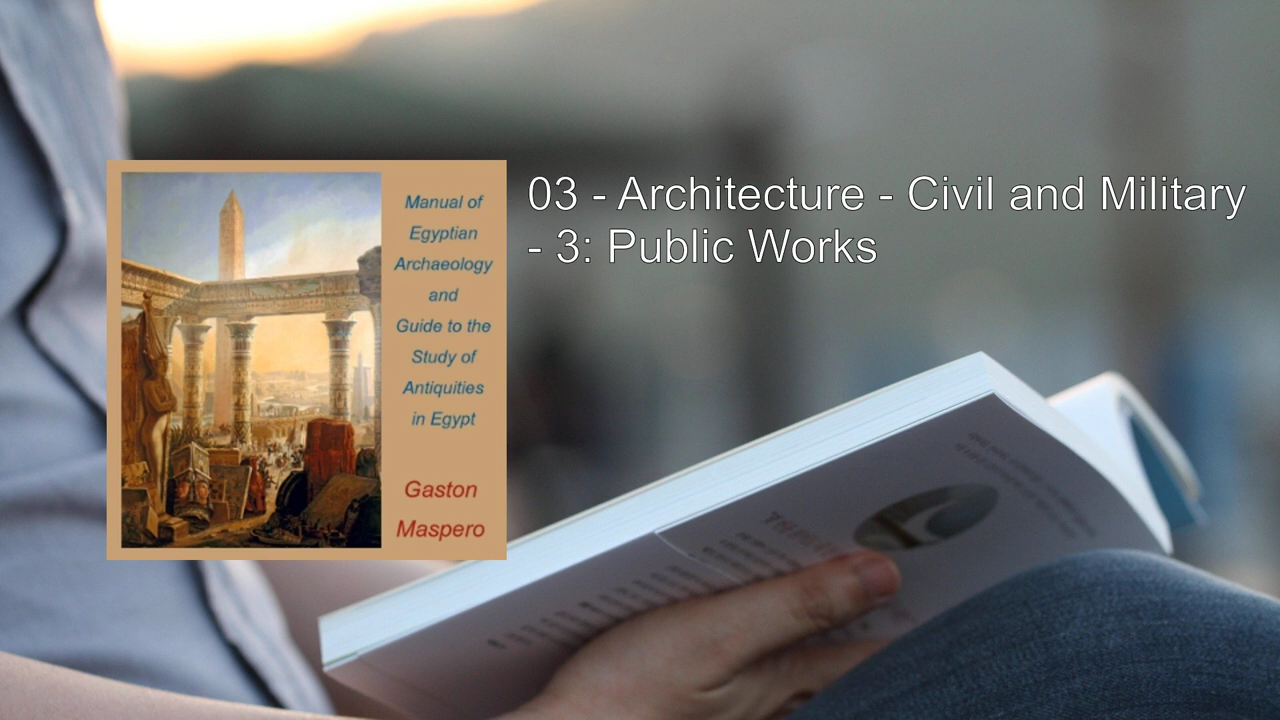 Manual of
Egyptian
Archaeology
and
Guide to the
Study of
Antiquities
in Egypt
Gaston
Maspero
03 - Architecture - Civil and Military
- 3: Public Works